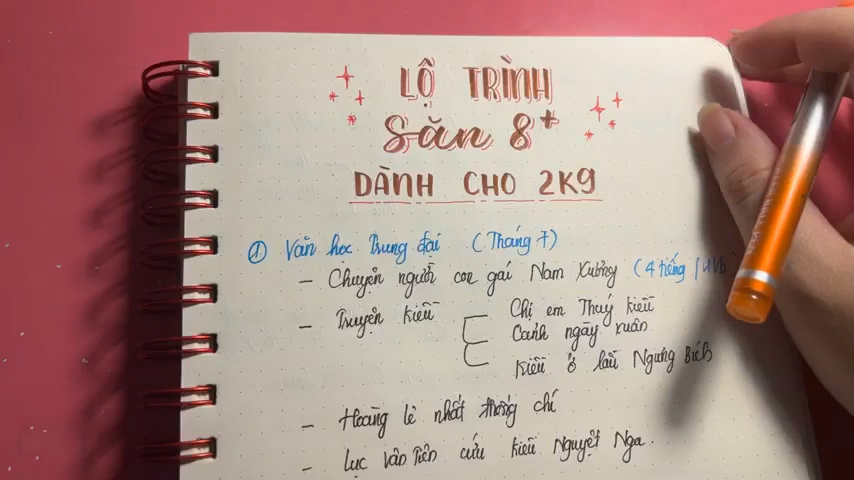 LỘ TRÌNH
Săn 8+
DÀNH CHO 2K9
① Văn học Trung đại (Tháng 7)
– Chuyện người con gái Nam Xương (4 tiếng /
– Truyện Kiều
Chị em Thuý Kiều
Cảnh ngày xuân
Kiều ở lầu Ngưng Bích
– Hoàng lê nhất thống chí
– Lục Vân Tiên cứu Kiều Nguyệt Nga.